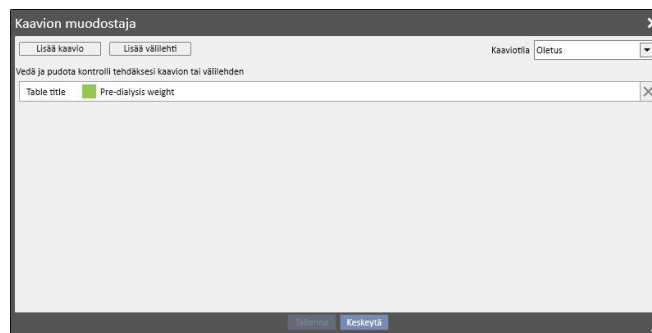 Kaavion muodostaja
Lisää kaavio Lisää välilehti Kaaviotila Oletus
Vedä ja pudota kontrolli tehdäksesi kaavion tai välilehden
Table title Pre-dialysis weight
Tallenna Keskeytä